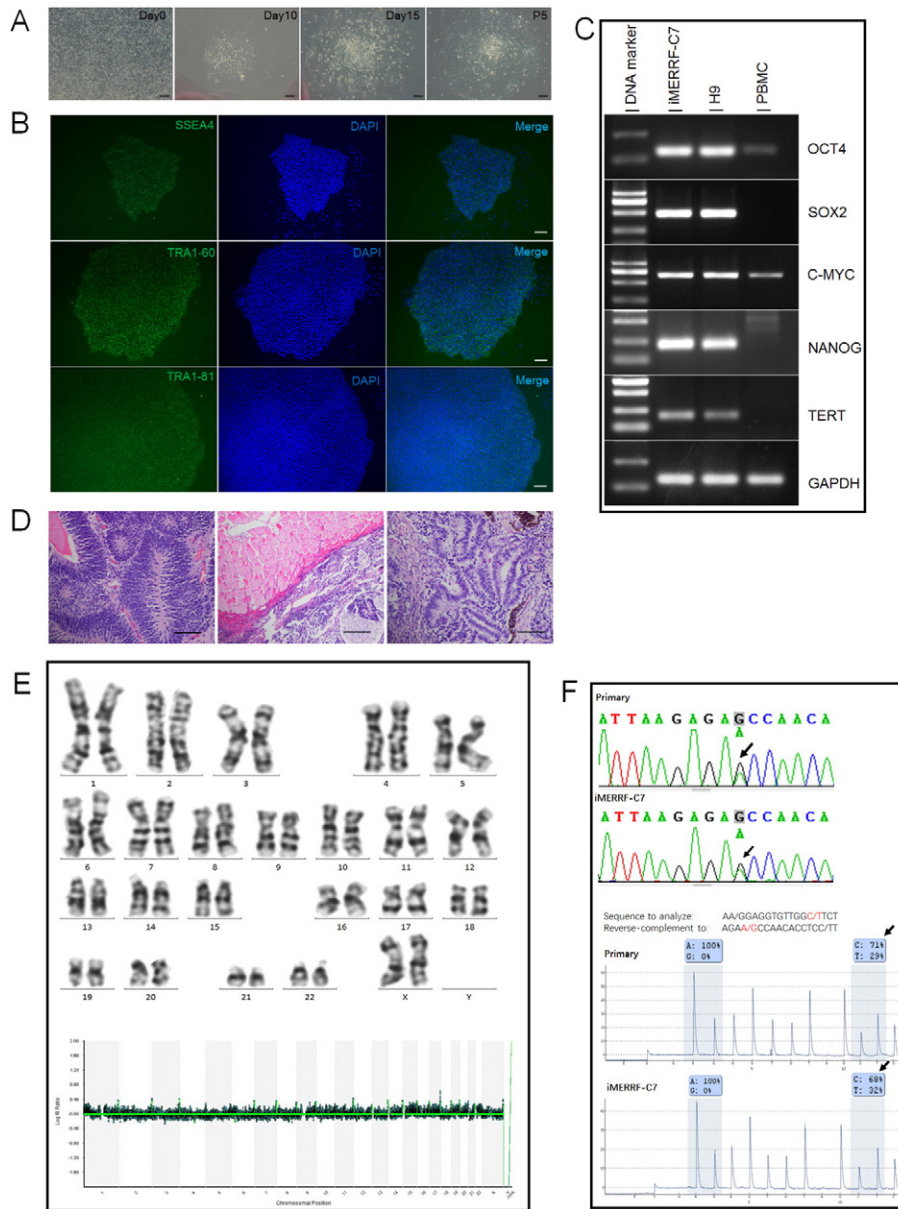 A
Day0
Day10
Day15
P5
B
SSEA4
DAPI
Merge
TRA1-60
DAPI
Merge
TRA1-81
DAPI
Merge
C
DNA marker
iMERRF-C7
H9
PBMC
OCT4
SOX2
C-MYC
NANOG
TERT
GAPDH
D
E
1 2 3 4 5
6 7 8 9 10 11 12
13 14 15 16 17 18
19 20 21 22 X Y
Log R Ratio
Chromosomal Position
F
Primary
ATTAAGAGAGCCAACA
A
iMERRF-C7
ATTAAGAGAGCCAACA
A
Sequence to analyze: AA/GGAGGTGTTGGC/TTCT
Reverse-complement to: AGAA/GCCAACACCTCC/TT
Primary
A: 100%
G: 0%
C: 71%
T: 29%
iMERRF-C7
A: 100%
G: 0%
C: 68%
T: 32%